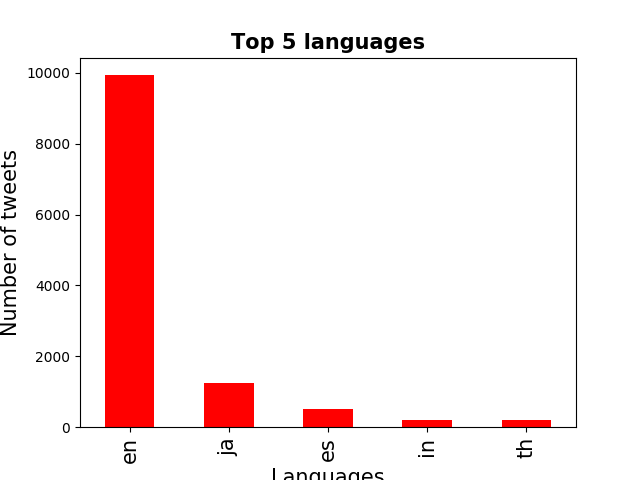 Top 5 languages
Number of tweets
10000
8000
6000
4000
2000
0
en
ja
es
in
th
Languages